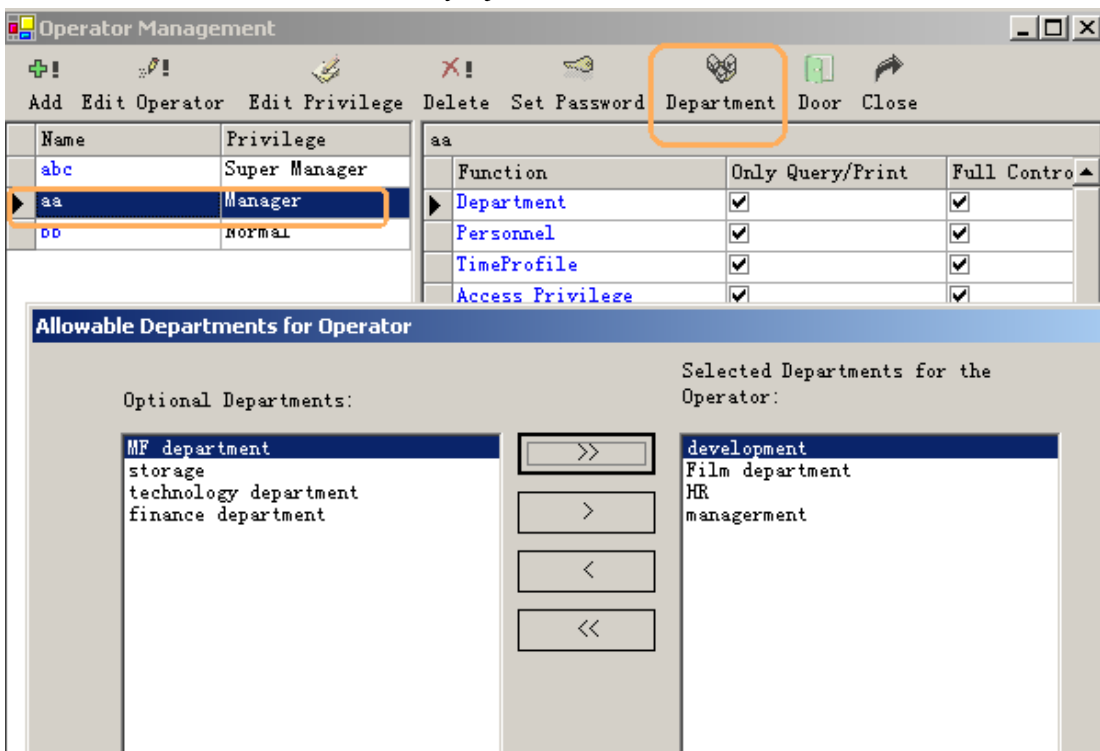 Operator Management
Add Edit Operator Edit Privilege Delete Set Password Department Door Close
Name Privilege
abc Super Manager
aa Manager
bb Normal
aa
Function Only Query/Print Full Contro
Department
Personnel
TimeProfile
Access Privilege
Allowable Departments for Operator
Optional Departments:
Selected Departments for the
Operator:
MF department
storage
technology department
finance department
>>
>
<
<<
development
Film department
HR
managerment